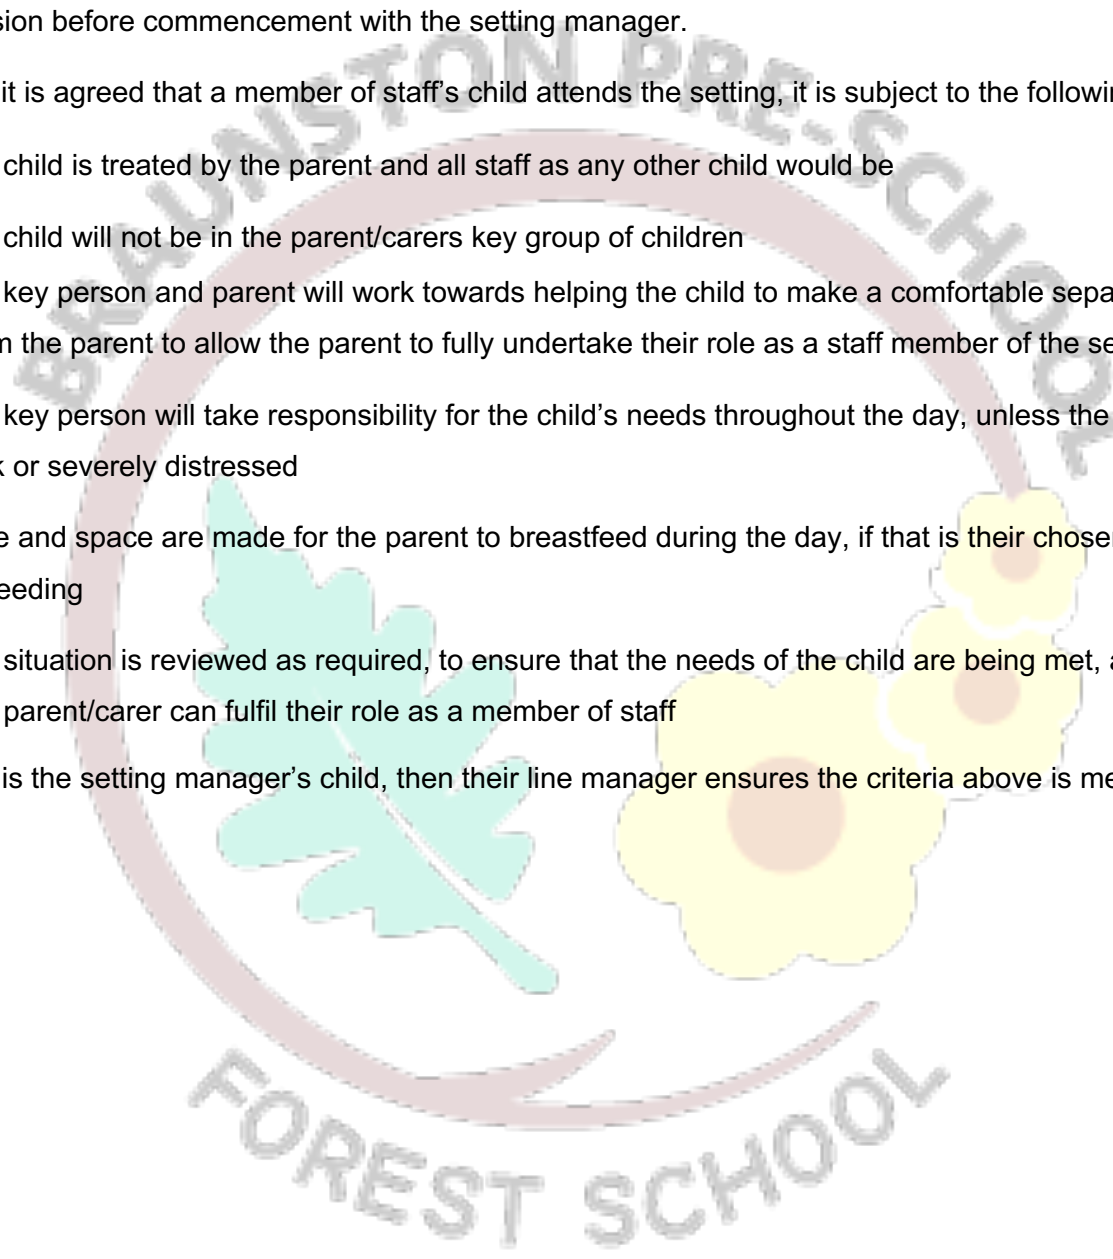 sion before commencement with the setting manager.
it is agreed that a member of staff's child attends the setting, it is subject to the followin
child is treated by the parent and all staff as any other child would be
child will not be in the parent/carers key group of children
key person and parent will work towards helping the child to make a comfortable sepa
m the parent to allow the parent to fully undertake their role as a staff member of the se
key person will take responsibility for the child's needs throughout the day, unless the
k or severely distressed
e and space are made for the parent to breastfeed during the day, if that is their chosen
eeding
situation is reviewed as required, to ensure that the needs of the child are being met, a
parent/carer can fulfil their role as a member of staff
is the setting manager's child, then their line manager ensures the criteria above is me
BRAUNSTON PRE-SCHOOL
FOREST SCHOOL